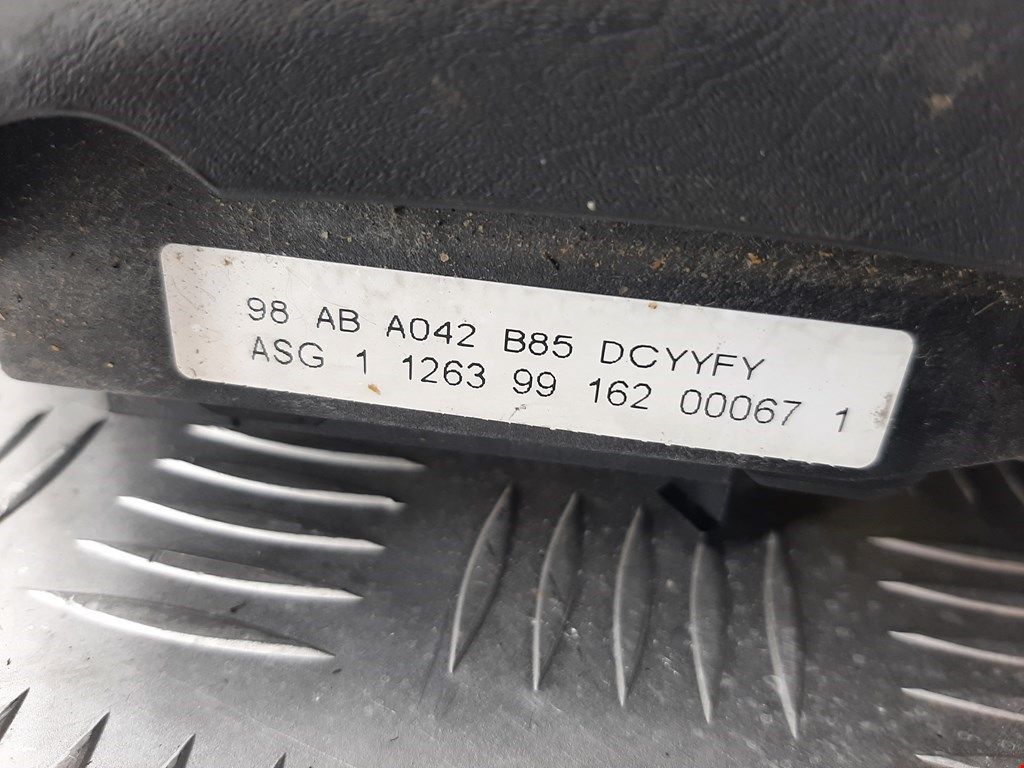 98 AB A042 B85 DCYYFY
ASG 1 1263 99 162 00067 1